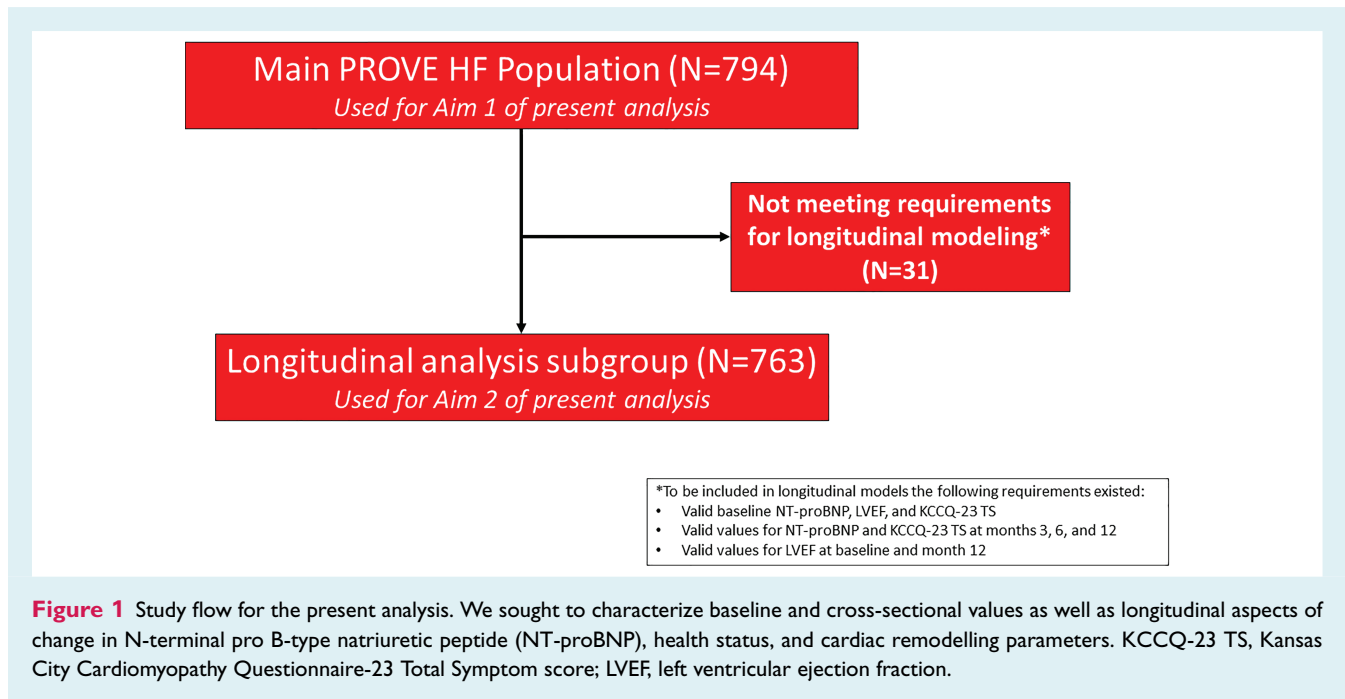 Main PROVE HF Population (N=794)
Used for Aim 1 of present analysis
Not meeting requirements
for longitudinal modeling*
(N=31)
Longitudinal analysis subgroup (N=763)
Used for Aim 2 of present analysis
*To be included in longitudinal models the following requirements existed:
• Valid baseline NT-proBNP, LVEF, and KCCQ-23 TS
• Valid values for NT-proBNP and KCCQ-23 TS at months 3, 6, and 12
• Valid values for LVEF at baseline and month 12
Figure 1 Study flow for the present analysis. We sought to characterize baseline and cross-sectional values as well as longitudinal aspects of
change in N-terminal pro B-type natriuretic peptide (NT-proBNP), health status, and cardiac remodelling parameters. KCCQ-23 TS, Kansas
City Cardiomyopathy Questionnaire-23 Total Symptom score; LVEF, left ventricular ejection fraction.